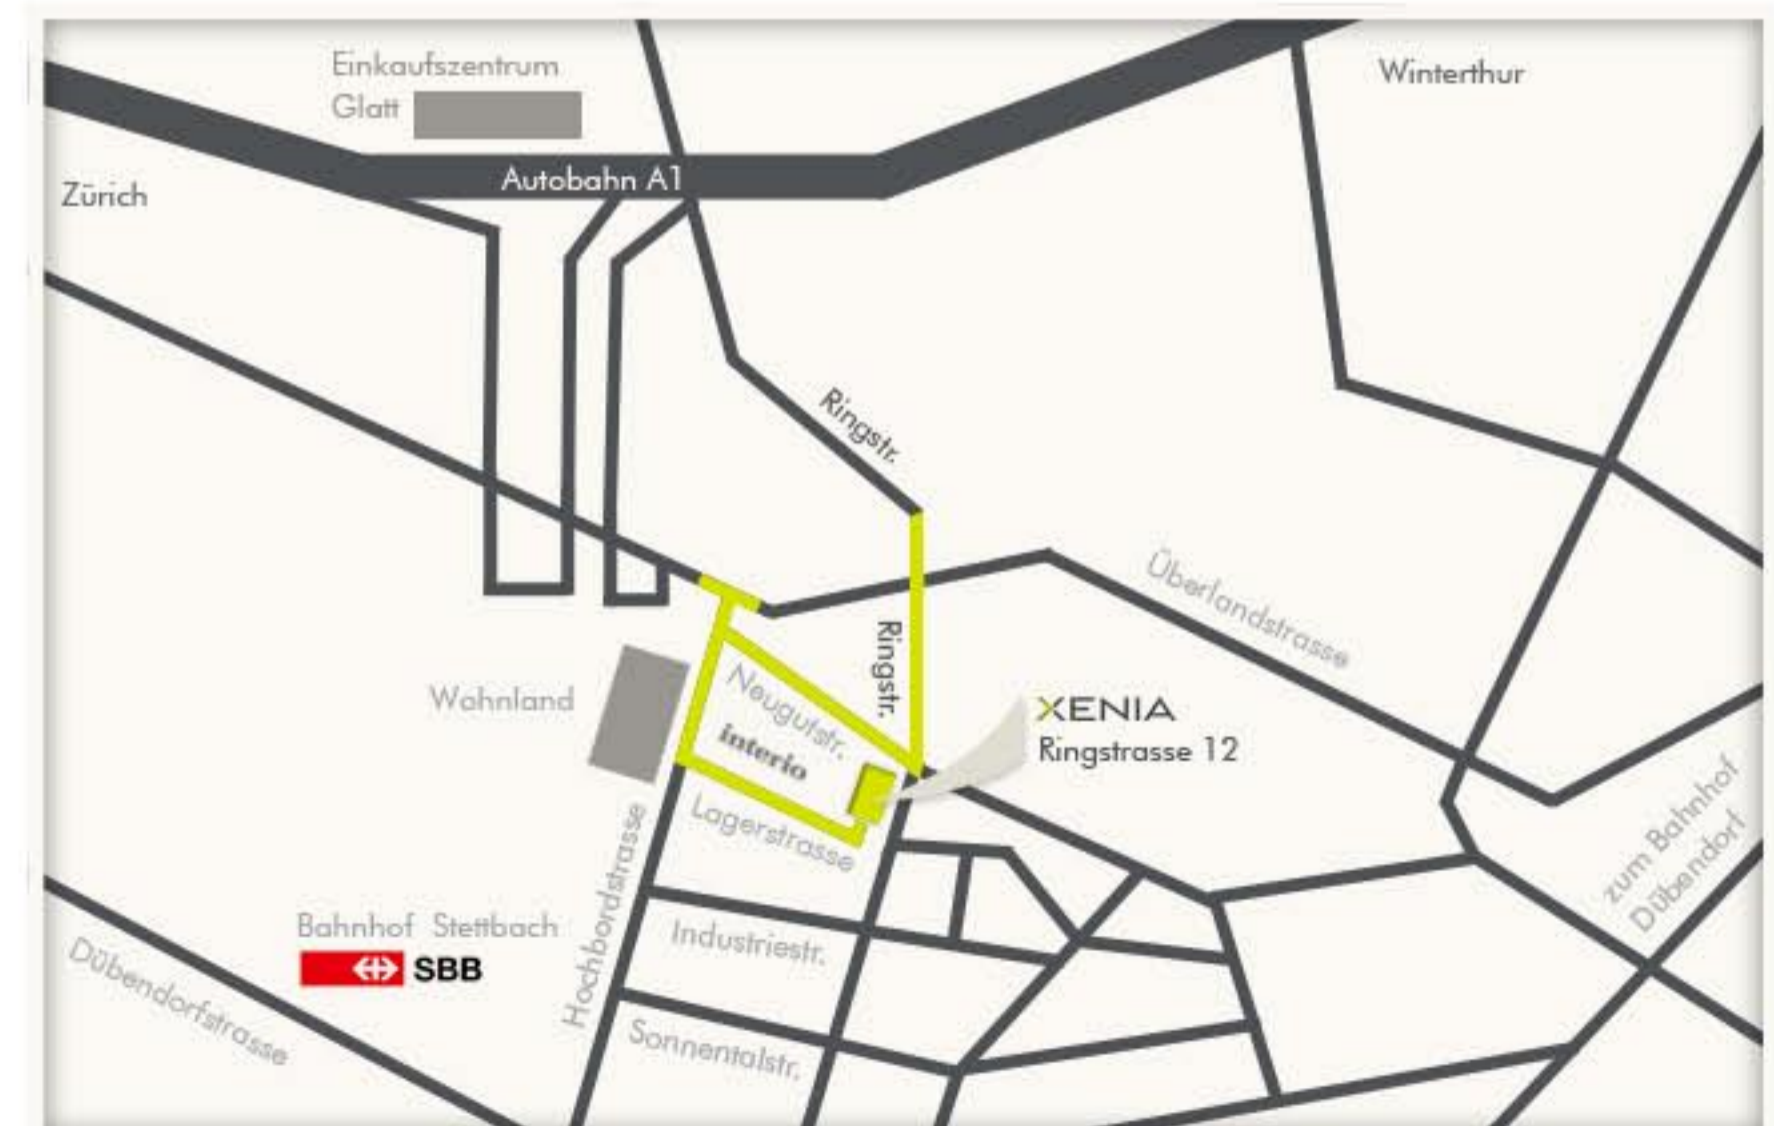 Einkaufszentrum
Glatt
Winterthur
Autobahn A1
Zürich
Ringstr.
Überlandstrasse
Ringstr.
Neugutstr.
Wohnland
XENIA
Ringstrasse 12
interio
Lagerstrasse
zum Bahnhof
Dübendorf
Hochbordstrasse
Bahnhof Stettbach
SBB
Industriestr.
Dübendorfstrasse
Sonnentalstr.